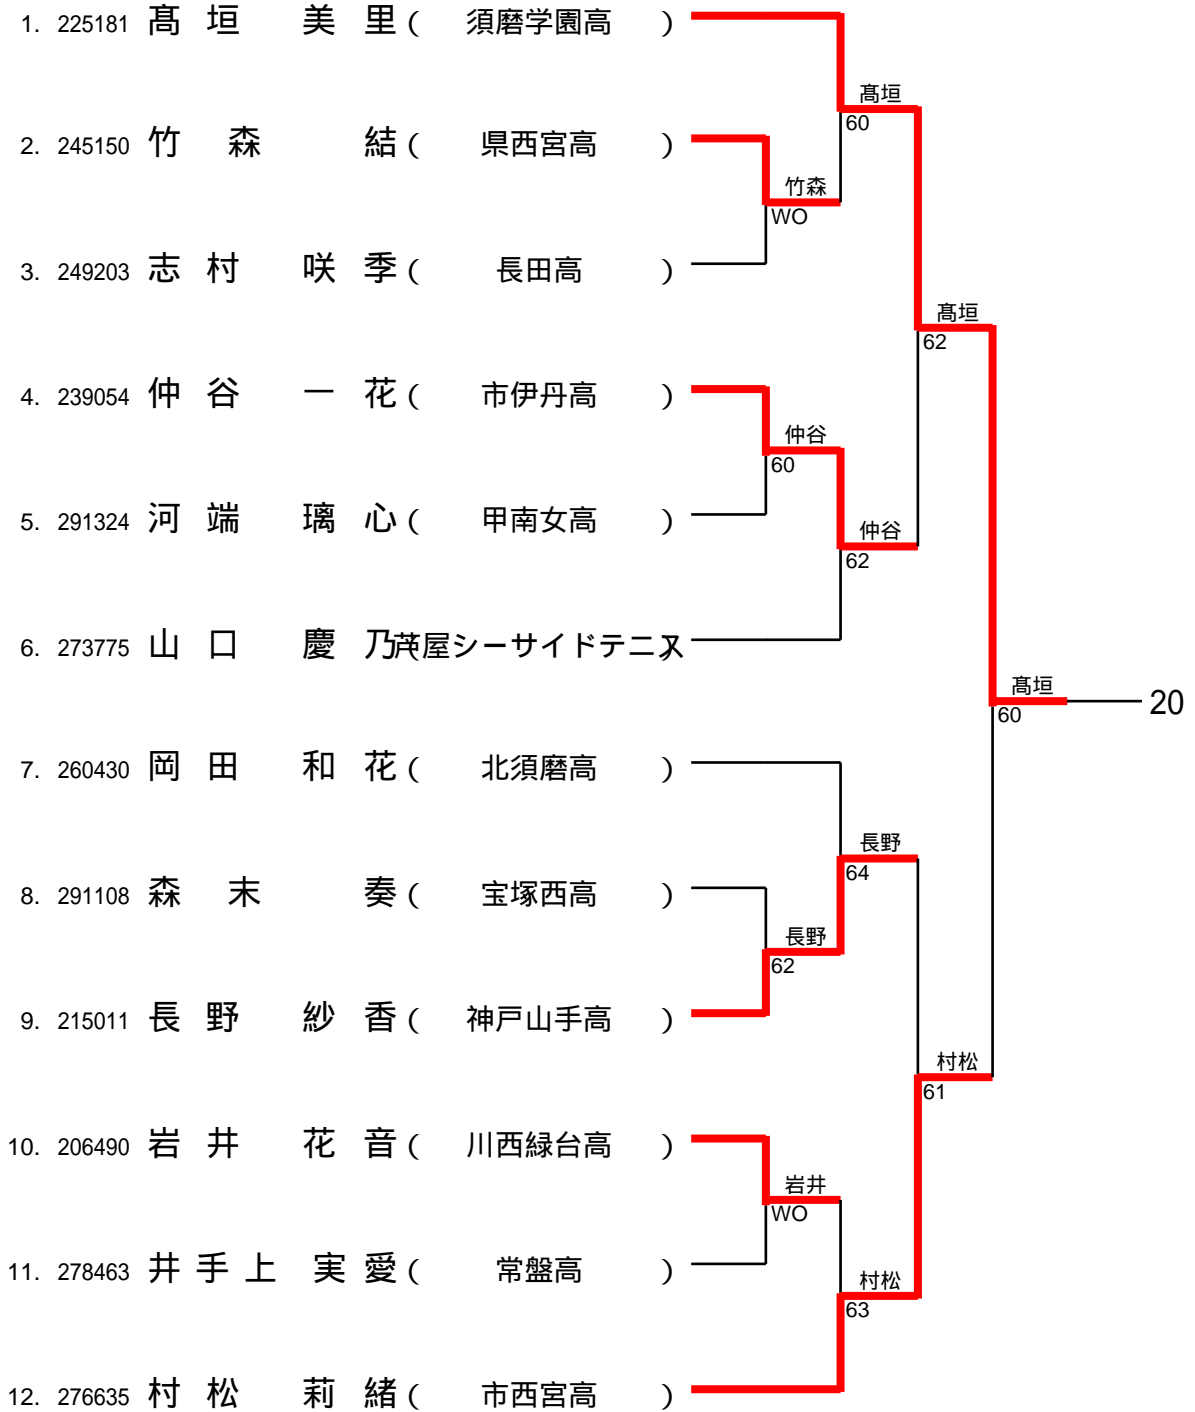 1. 225181 髙垣 美里 ( 須磨学園高 )
髙垣
60
2. 245150 竹森 結 ( 県西宮高 )
竹森
WO
3. 249203 志村 咲季 ( 長田高 )
髙垣
62
4. 239054 仲谷 一花 ( 市伊丹高 )
仲谷
60
5. 291324 河端 璃心 ( 甲南女高 )
仲谷
62
6. 273775 山口 慶乃 ( 芦屋シーサイドテニス )
髙垣
60
20
7. 260430 岡田 和花 ( 北須磨高 )
長野
64
8. 291108 森末 奏 ( 宝塚西高 )
長野
62
9. 215011 長野 紗香 ( 神戸山手高 )
村松
61
10. 206490 岩井 花音 ( 川西緑台高 )
岩井
WO
11. 278463 井手上 実愛 ( 常盤高 )
村松
63
12. 276635 村松 莉緒 ( 市西宮高 )